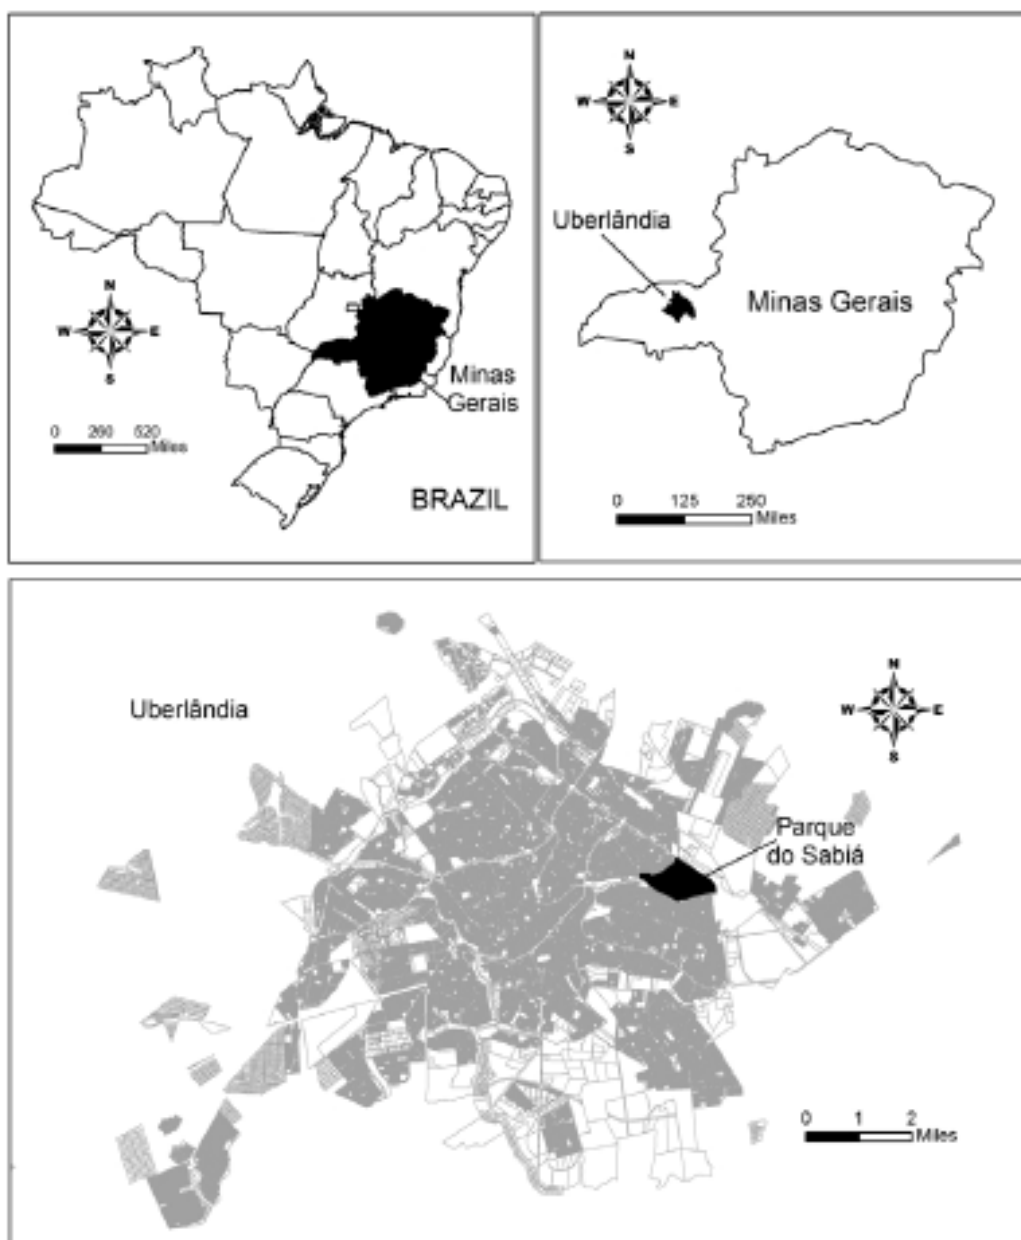 N
W E
S
Minas
Gerais
0 260 520
Miles
BRAZIL
N
W E
S
Uberlândia
Minas Gerais
0 125 250
Miles
Uberlândia
N
W E
S
Parque
do Sabiá
0 1 2
Miles